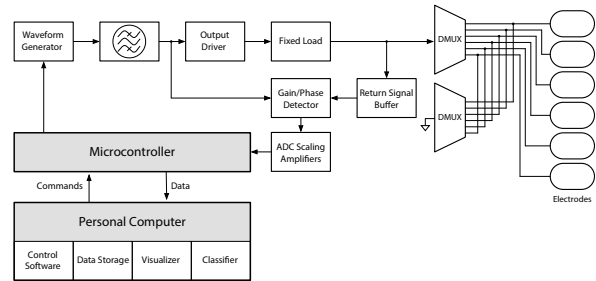 Waveform
Generator
Output
Driver
Fixed Load
DMUX
Gain/Phase
Detector
Return Signal
Buffer
DMUX
Microcontroller
ADC Scaling
Amplifiers
Commands
Data
Electrodes
Personal Computer
Control
Software
Data Storage
Visualizer
Classifier